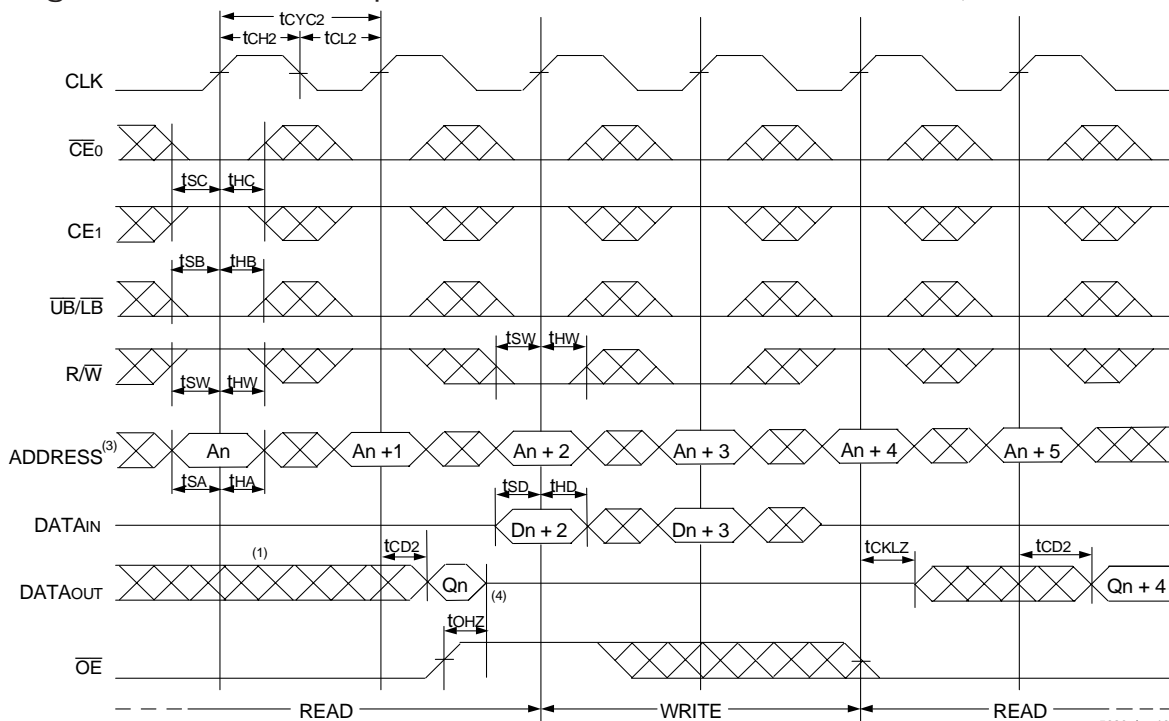 tCYC2
tCH2 tCL2
CLK
CE0
tSC tHC
CE1
tSB tHB
UB/LB
tSW tHW
R/W
tSW tHW
ADDRESS(3) An An +1 An + 2 An + 3 An + 4 An + 5
tSA tHA tSD tHD
DATAIN Dn + 2 Dn + 3
tCD2 tCKLZ tCD2
(1)
DATAOUT Qn (4) Qn + 4
tOHZ
OE
READ WRITE READ